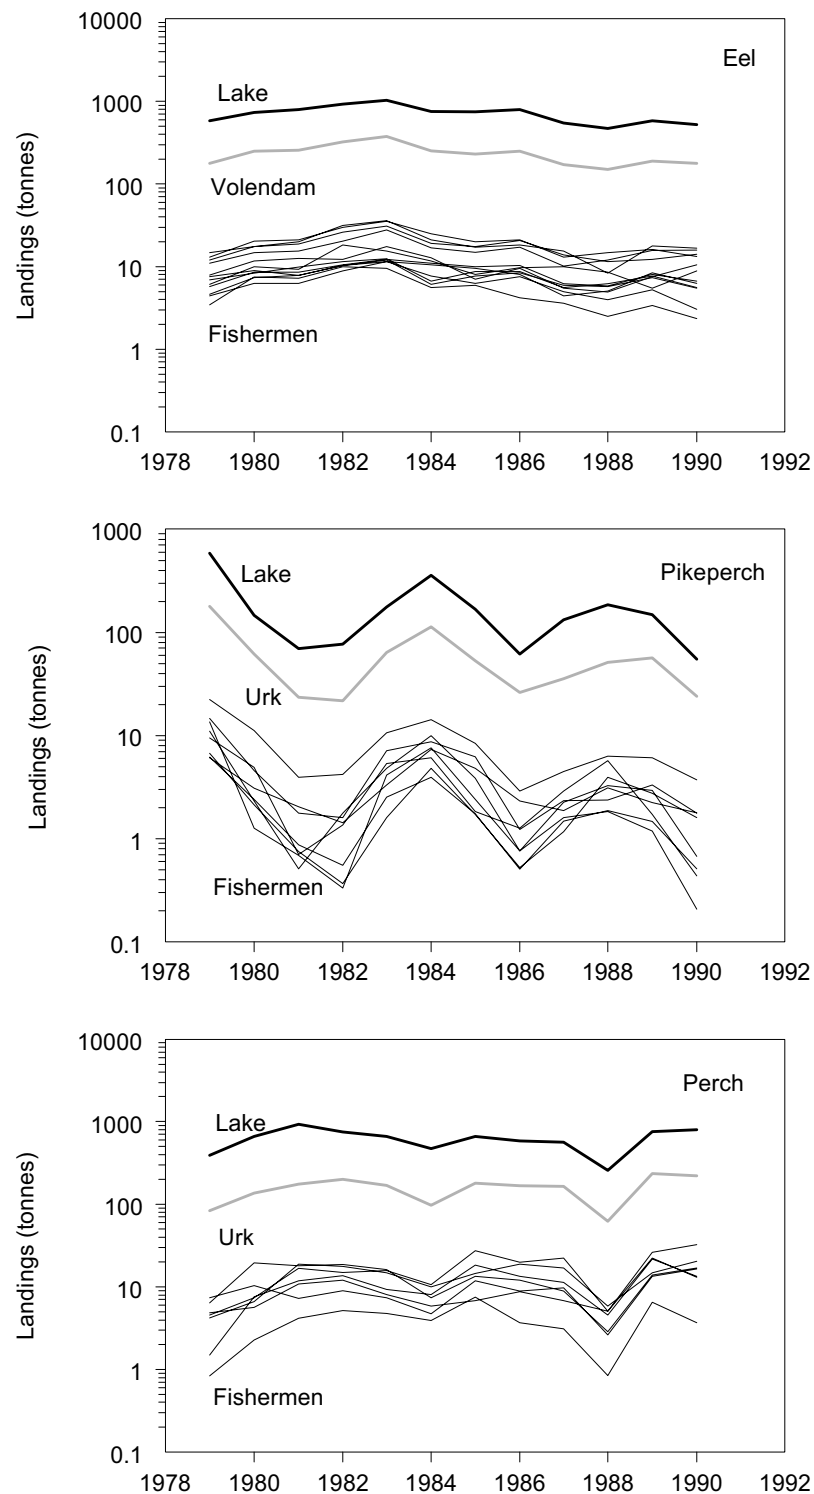 10000
Eel
Lake
1000
Volendam
100
Landings (tonnes)
10
Fishermen
1
0.1
1978 1980 1982 1984 1986 1988 1990 1992
1000
Lake
Pikeperch
100
Urk
Landings (tonnes)
10
1
Fishermen
0.1
1978 1980 1982 1984 1986 1988 1990 1992
10000
Perch
Lake
1000
100
Urk
Landings (tonnes)
10
1
Fishermen
0.1
1978 1980 1982 1984 1986 1988 1990 1992